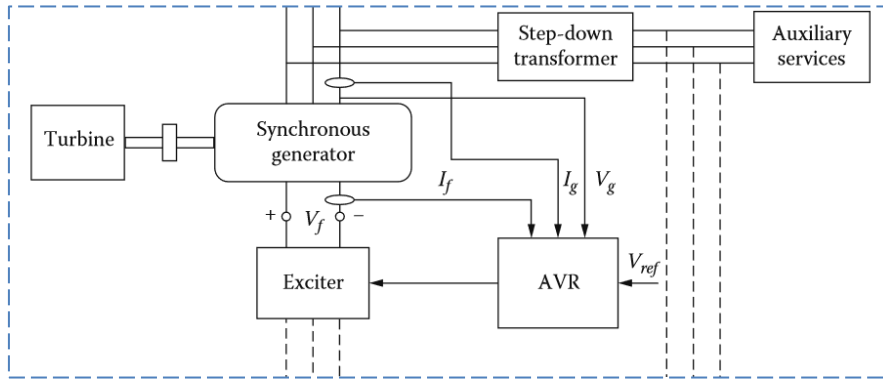 Step-down
transformer
Auxiliary
services
Turbine
Synchronous
generator
I_f
I_g
V_g
+
V_f
−
V_ref
Exciter
AVR